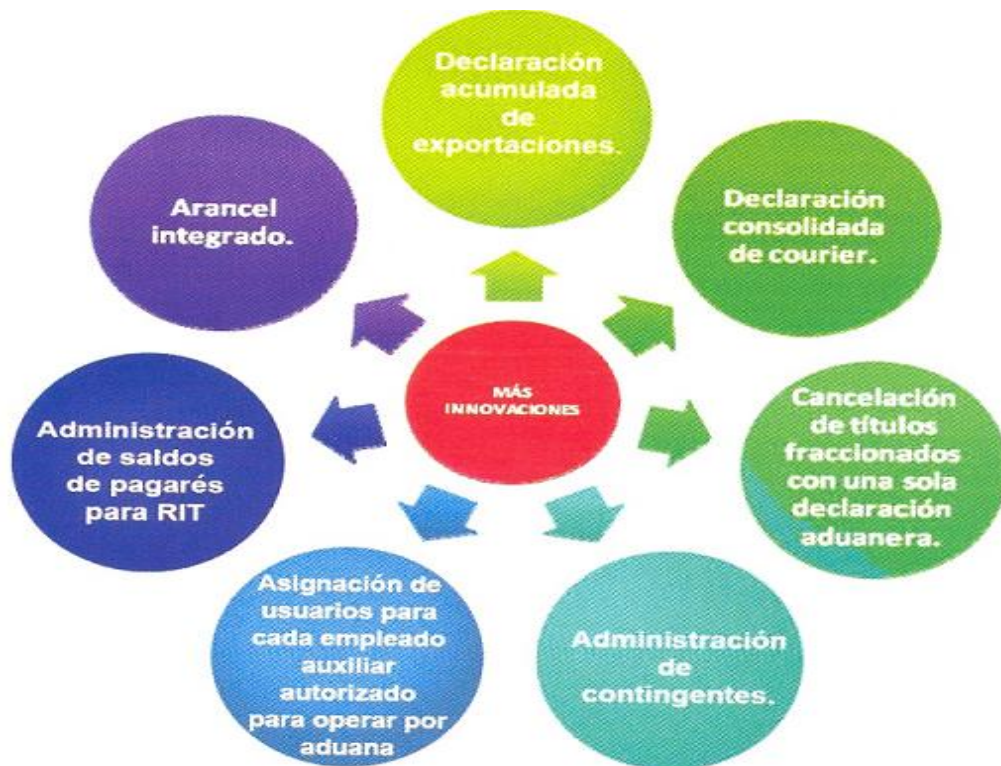 Declaración
acumulada
de
exportaciones.
Declaración
consolidada
de courier.
Cancelación
de títulos
fraccionados
con una sola
declaración
aduanera.
Administración
de
contingentes.
Asignación de
usuarios para
cada empleado
auxiliar
autorizado
para operar por
aduana
Administración
de saldos
de pagarés
para RIT
Arancel
integrado.
MÁS
INNOVACIONES